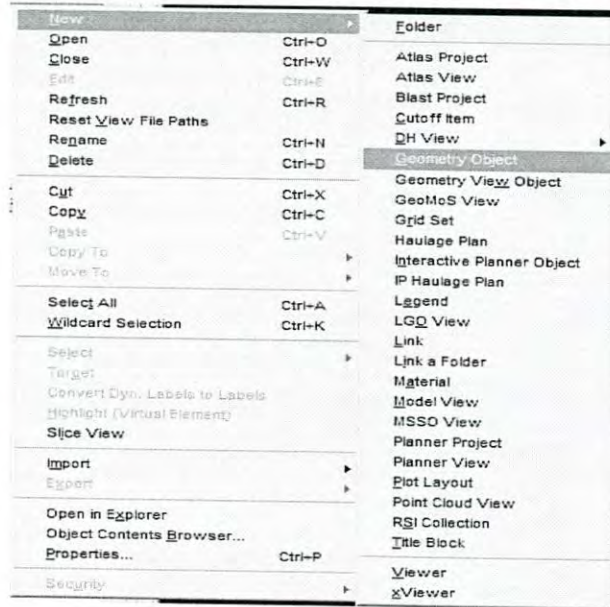 New
Open Ctrl+O
Close Ctrl+W
Edit Ctrl+E
Refresh Ctrl+R
Reset View File Paths
Rename Ctrl+N
Delete Ctrl+D
Cut Ctrl+X
Copy Ctrl+C
Paste Ctrl+V
Copy To
Move To
Select All Ctrl+A
Wildcard Selection Ctrl+K
Select
Target
Convert Dyn. Labels to Labels
Highlight (Virtual Element)
Slice View
Import
Export
Open in Explorer
Object Contents Browser...
Properties... Ctrl+P
Security
Folder
Atlas Project
Atlas View
Blast Project
Cutoff Item
DH View
Geometry Object
Geometry View Object
GeoMoS View
Grid Set
Haulage Plan
Interactive Planner Object
IP Haulage Plan
Legend
LGO View
Link
Link a Folder
Material
Model View
MSSO View
Planner Project
Planner View
Plot Layout
Point Cloud View
RSI Collection
Title Block
Viewer
xViewer